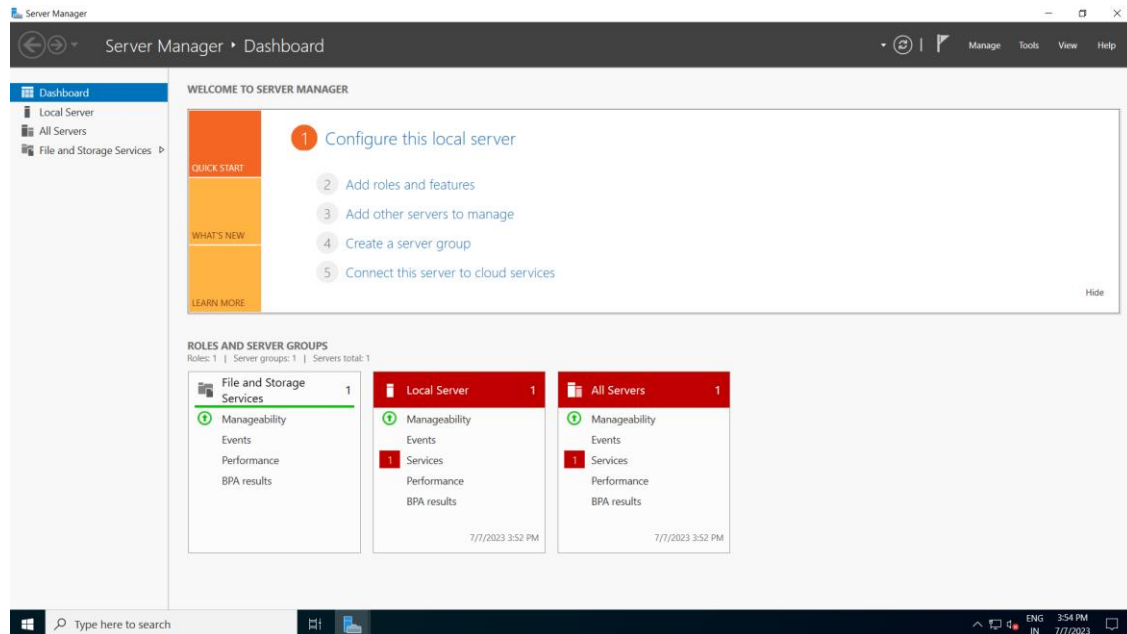 Server Manager
Server Manager • Dashboard
Manage Tools View Help
Dashboard
Local Server
All Servers
File and Storage Services
WELCOME TO SERVER MANAGER
QUICK START
WHAT'S NEW
LEARN MORE
1 Configure this local server
2 Add roles and features
3 Add other servers to manage
4 Create a server group
5 Connect this server to cloud services
Hide
ROLES AND SERVER GROUPS
Roles: 1 | Server groups: 1 | Servers total: 1
File and Storage
Services 1
Manageability
Events
Performance
BPA results
Local Server 1
Manageability
Events
1 Services
Performance
BPA results
7/7/2023 3:52 PM
All Servers 1
Manageability
Events
1 Services
Performance
BPA results
7/7/2023 3:52 PM
Type here to search
ENG
IN
3:54 PM
7/7/2023